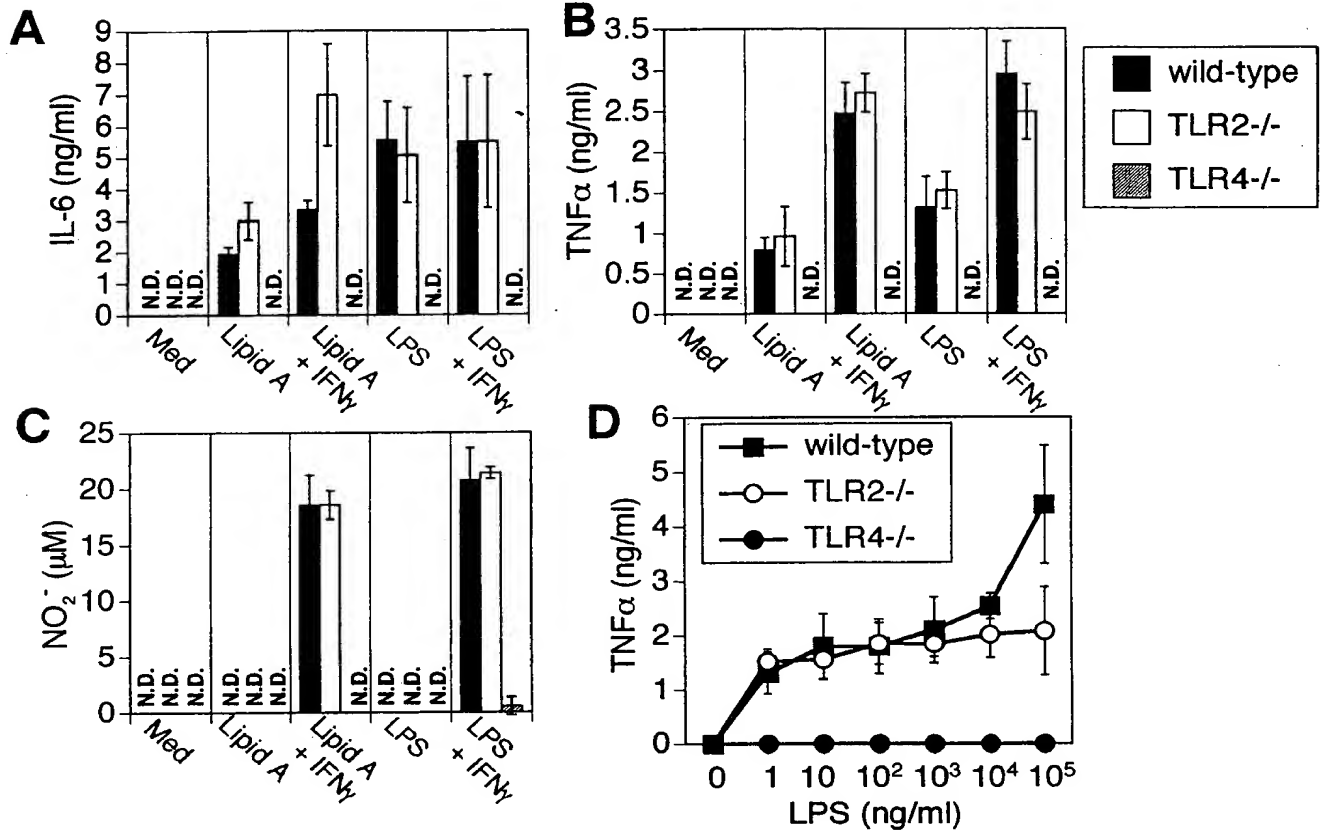 A
IL-6 (ng/ml)
9
8
7
6
5
4
3
2
1
0
N.D. N.D. N.D. N.D. N.D. N.D. N.D.
Med
Lipid A
Lipid A
+ IFNγ
LPS
LPS
+ IFNγ
B
TNFα (ng/ml)
3.5
3
2.5
2
1.5
1
0.5
0
N.D. N.D. N.D. N.D. N.D. N.D. N.D.
Med
Lipid A
Lipid A
+ IFNγ
LPS
LPS
+ IFNγ
wild-type
TLR2-/-
TLR4-/-
C
NO₂⁻ (μM)
25
20
15
10
5
0
N.D. N.D. N.D. N.D. N.D. N.D. N.D. N.D. N.D. N.D.
Med
Lipid A
Lipid A
+ IFNγ
LPS
LPS
+ IFNγ
D
TNFα (ng/ml)
6
5
4
3
2
1
0
wild-type
TLR2-/-
TLR4-/-
0 1 10 10² 10³ 10⁴ 10⁵
LPS (ng/ml)